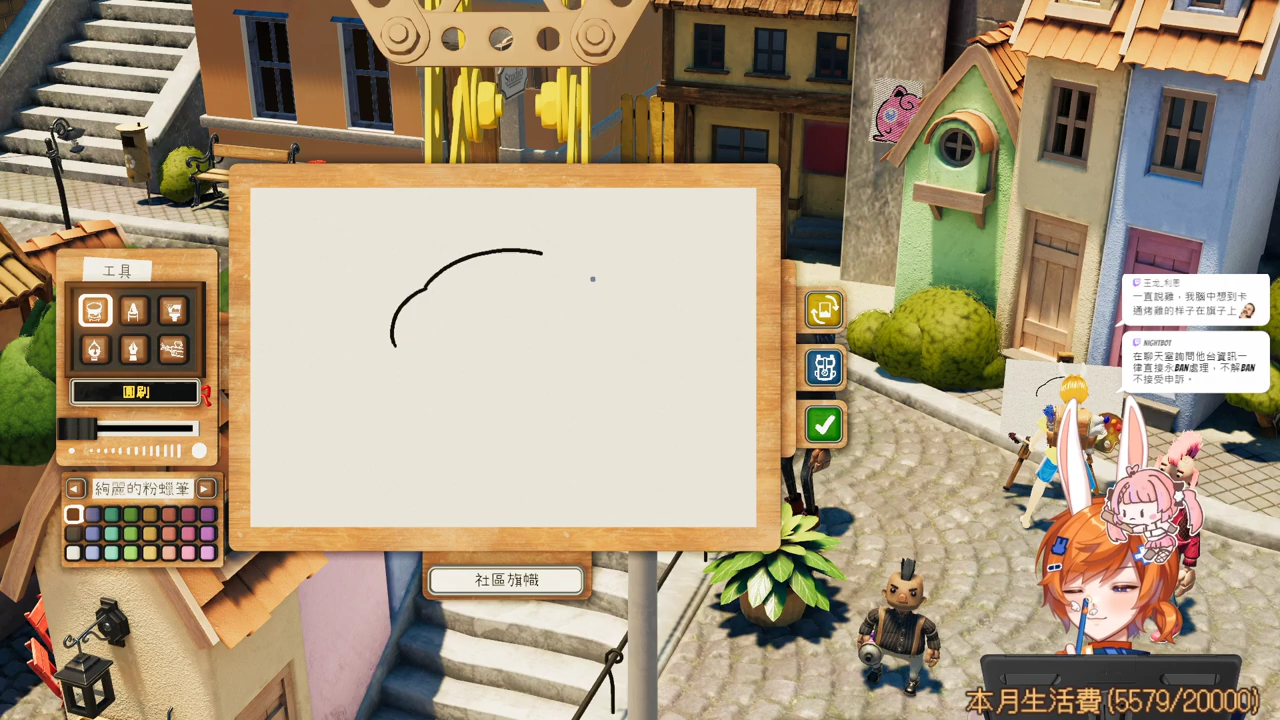 Studio
工具
圓刷
絢麗的粉蠟筆
社區旗幟
王龙_利恩
一直說雞，我腦中想到卡
通烤雞的样子在旗子上
NIGHTBOT
在聊天室詢問他台資訊一
律直接永BAN處理，不解BAN
不接受申訴。
本月生活費(5579/20000)